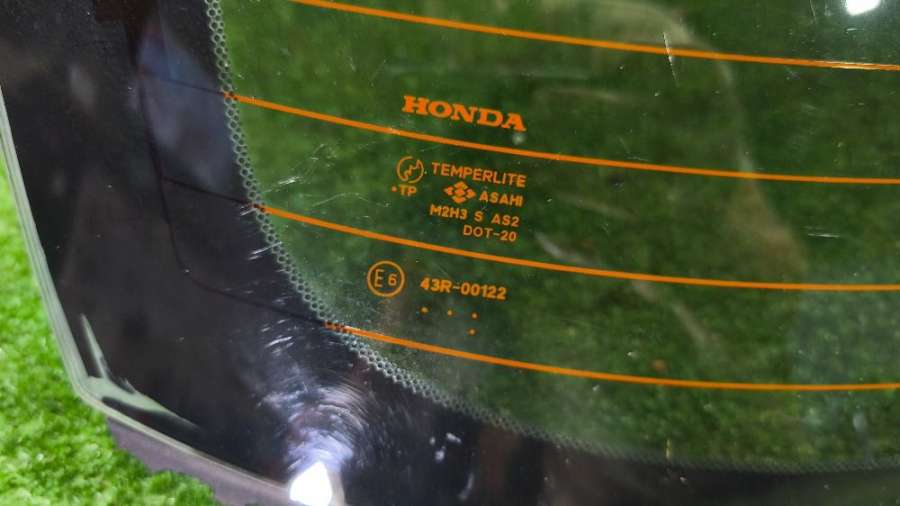 HONDA
TEMPERLITE
TP ASAHI
M2H3 S AS2
DOT-20
E6 43R-00122